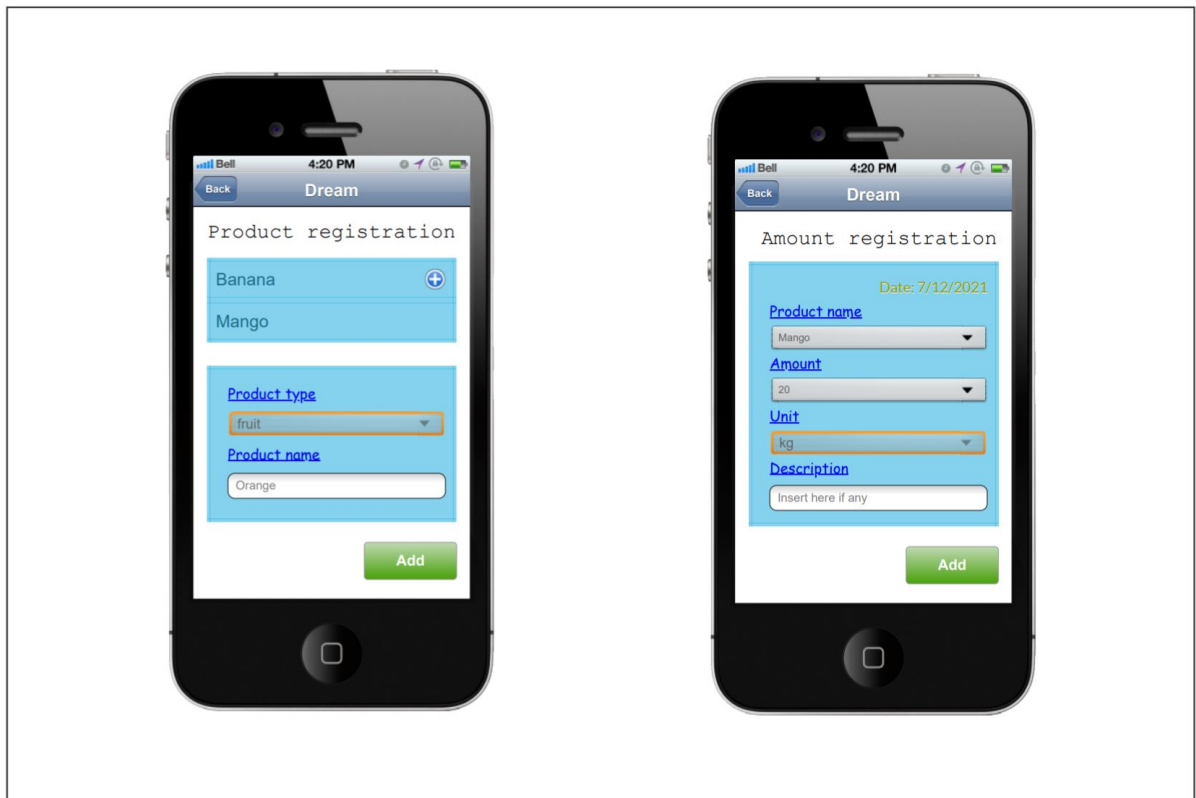 Bell 4:20 PM
Back Dream
Product registration
Banana
Mango
Product type
fruit
Product name
Orange
Add
Bell 4:20 PM
Back Dream
Amount registration
Date: 7/12/2021
Product name
Mango
Amount
20
Unit
kg
Description
Insert here if any
Add